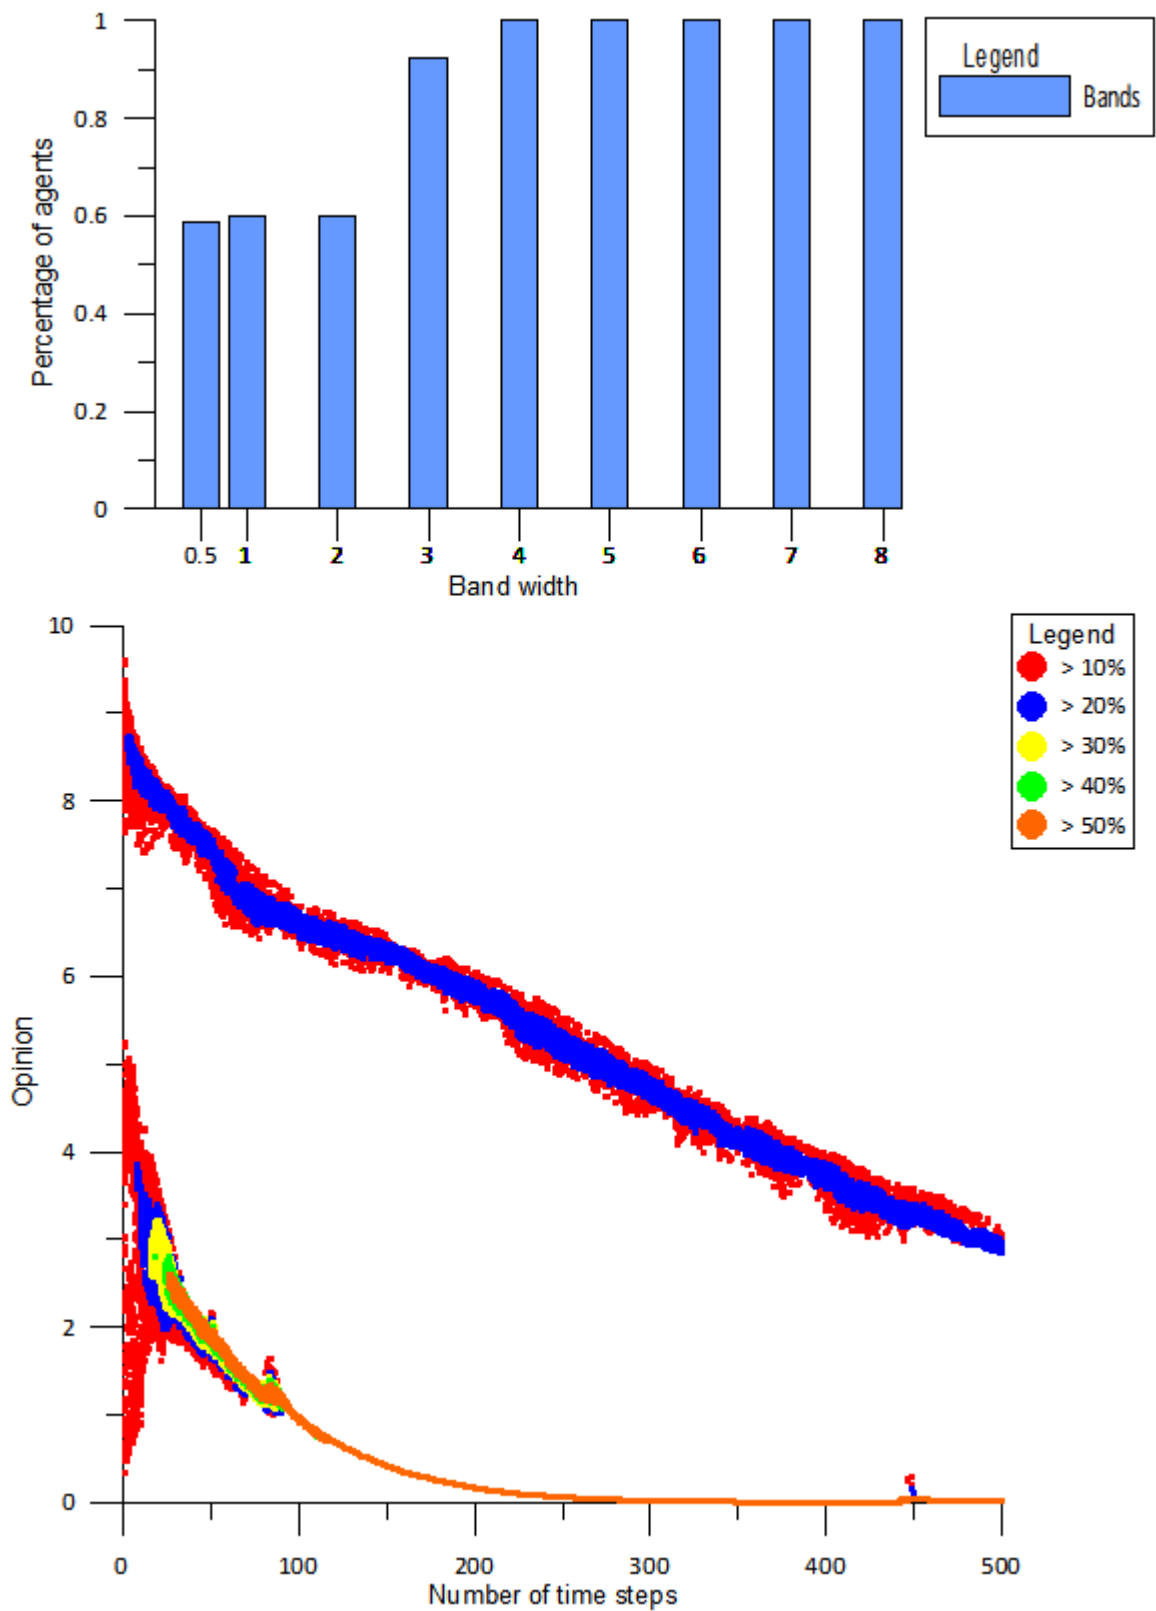 1
0.8
0.6
0.4
0.2
0
Percentage of agents
0.5 1 2 3 4 5 6 7 8
Band width
Legend
Bands
10
8
6
4
2
0
Opinion
0 100 200 300 400 500
Number of time steps
Legend
> 10%
> 20%
> 30%
> 40%
> 50%